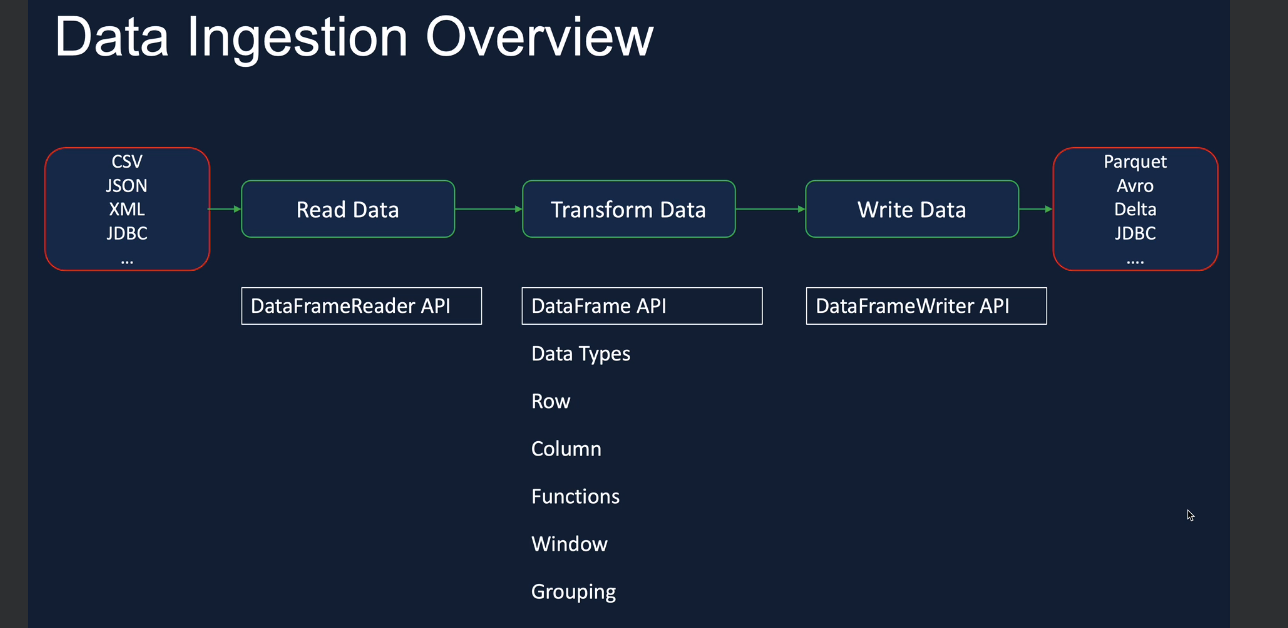 Data Ingestion Overview
CSV
JSON
XML
JDBC
...
Read Data
Transform Data
Write Data
Parquet
Avro
Delta
JDBC
....
DataFrameReader API
DataFrame API
DataFrameWriter API
Data Types
Row
Column
Functions
Window
Grouping